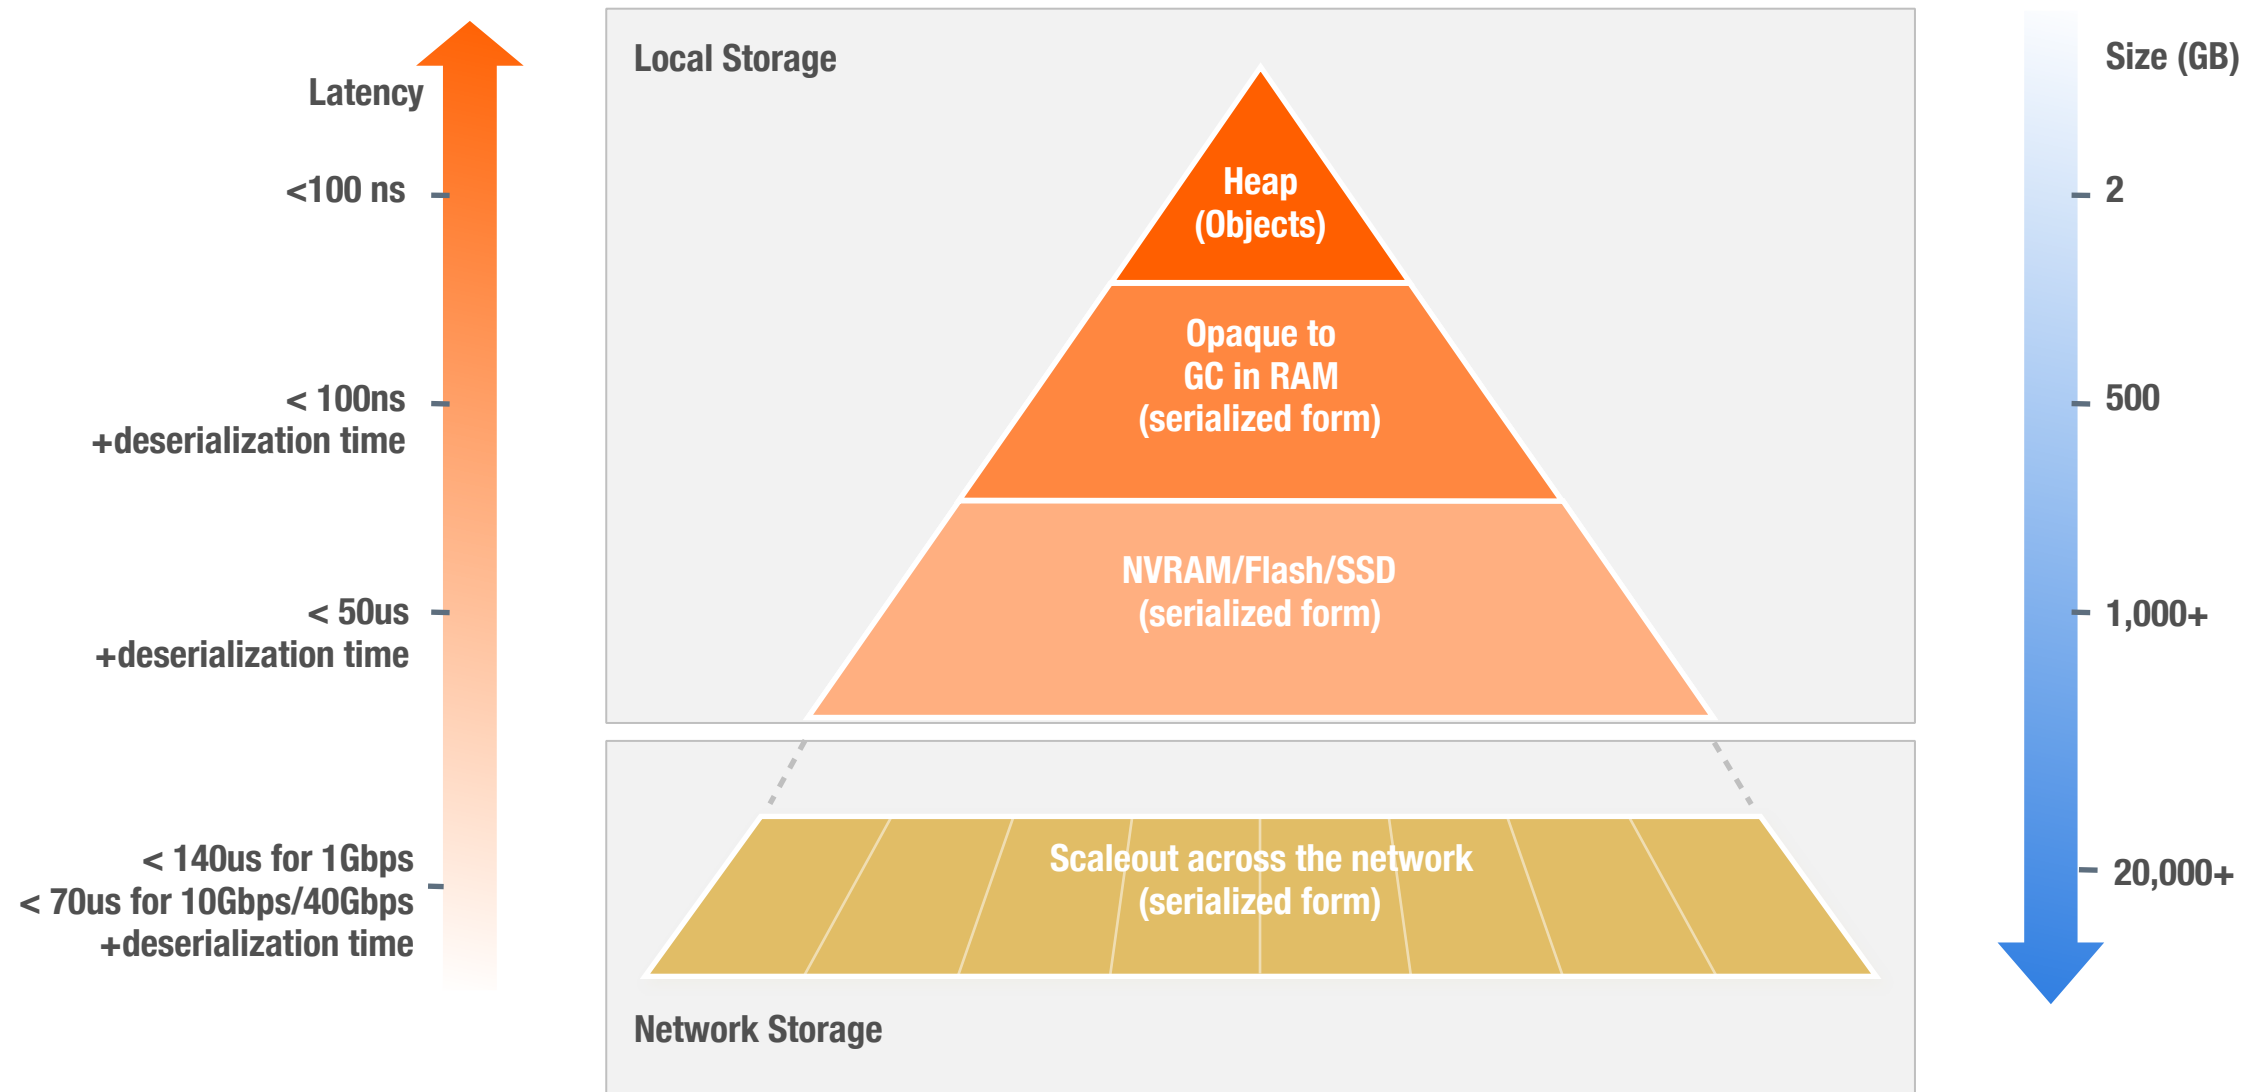 Local Storage
Size (GB)
Latency
<100 ns
Heap
(Objects)
2
< 100ns
+deserialization time
Opaque to
GC in RAM
(serialized form)
500
< 50us
+deserialization time
NVRAM/Flash/SSD
(serialized form)
1,000+
< 140us for 1Gbps
< 70us for 10Gbps/40Gbps
+deserialization time
Scaleout across the network
(serialized form)
20,000+
Network Storage